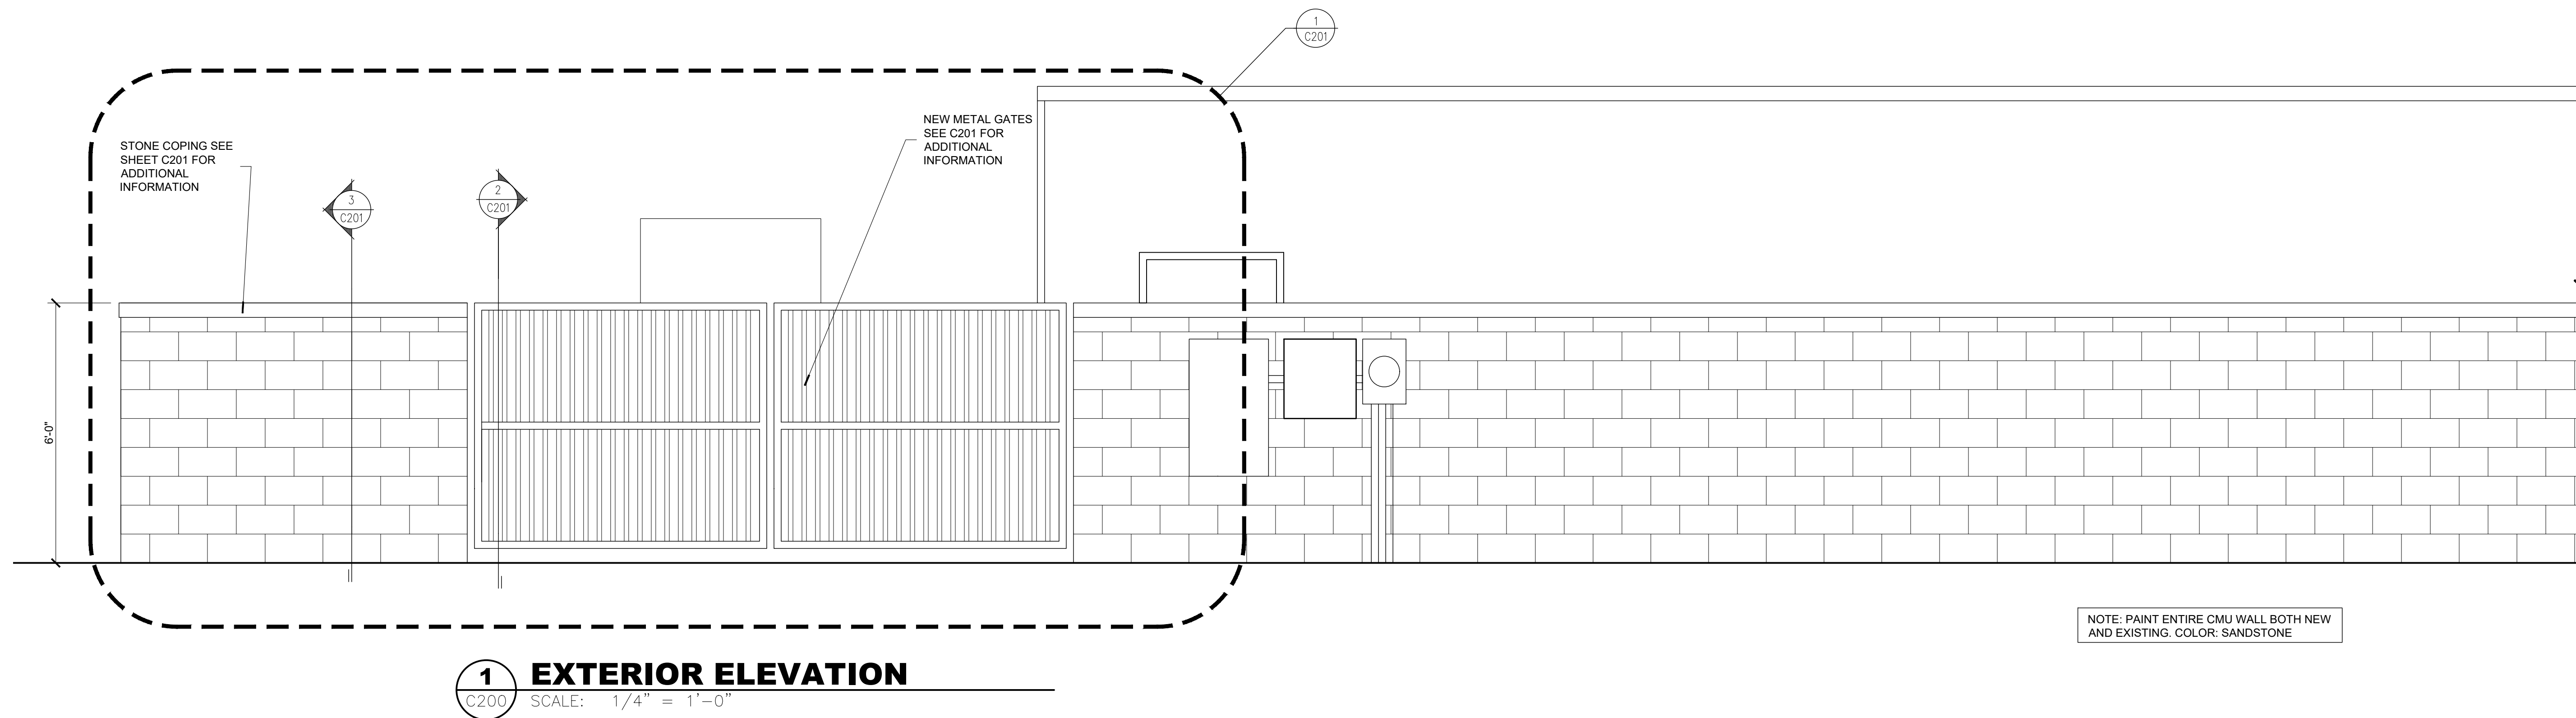 1
C201
STONE COPING SEE
SHEET C201 FOR
ADDITIONAL
INFORMATION
NEW METAL GATES
SEE C201 FOR
ADDITIONAL
INFORMATION
3
C201
2
C201
6'-0"
NOTE: PAINT ENTIRE CMU WALL BOTH NEW
AND EXISTING. COLOR: SANDSTONE
1
C200
EXTERIOR ELEVATION
SCALE: 1/4" = 1'-0"